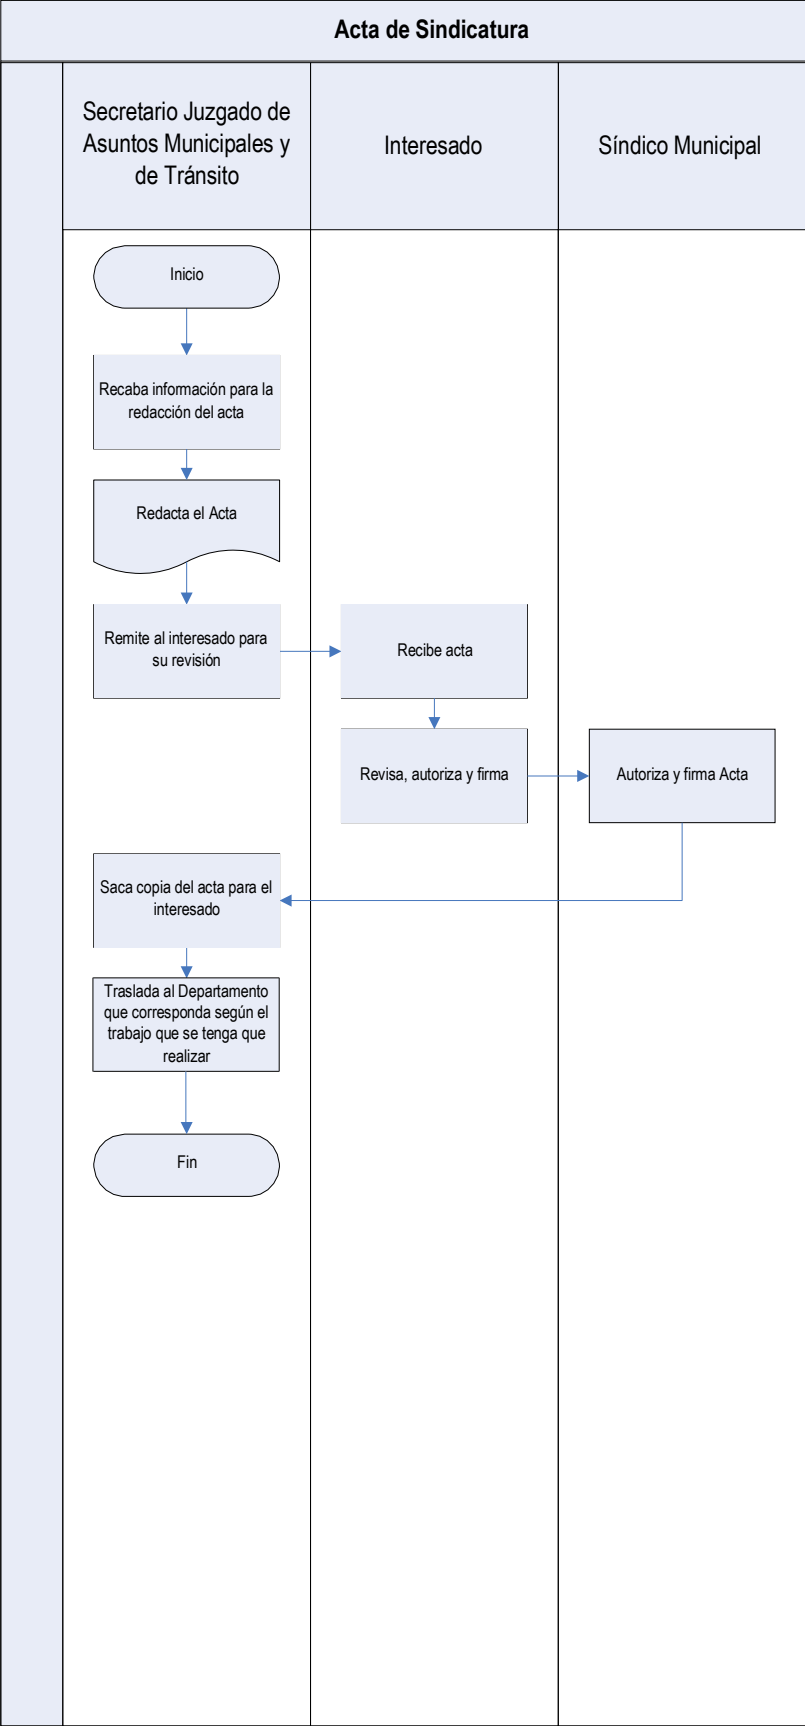 Acta de Sindicatura
Secretario Juzgado de
Asuntos Municipales y
de Tránsito
Interesado
Síndico Municipal
Inicio
Recaba información para la
redacción del acta
Redacta el Acta
Remite al interesado para
su revisión
Recibe acta
Revisa, autoriza y firma
Autoriza y firma Acta
Saca copia del acta para el
interesado
Traslada al Departamento
que corresponda según el
trabajo que se tenga que
realizar
Fin